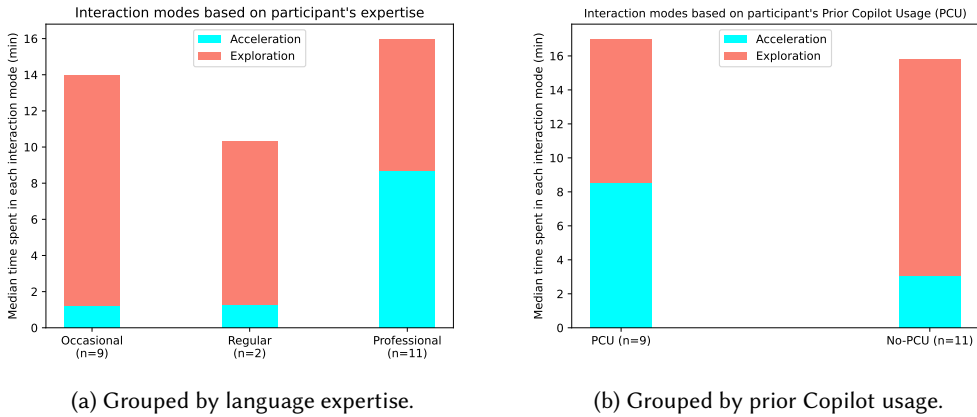 Interaction modes based on participant's expertise
Median time spent in each interaction mode (min)
16
14
12
10
8
6
4
2
0
Acceleration
Exploration
Occasional
(n=9)
Regular
(n=2)
Professional
(n=11)
(a) Grouped by language expertise.
Interaction modes based on participant's Prior Copilot Usage (PCU)
Median time spent in each interaction mode (min)
16
14
12
10
8
6
4
2
0
Acceleration
Exploration
PCU (n=9)
No-PCU (n=11)
(b) Grouped by prior Copilot usage.